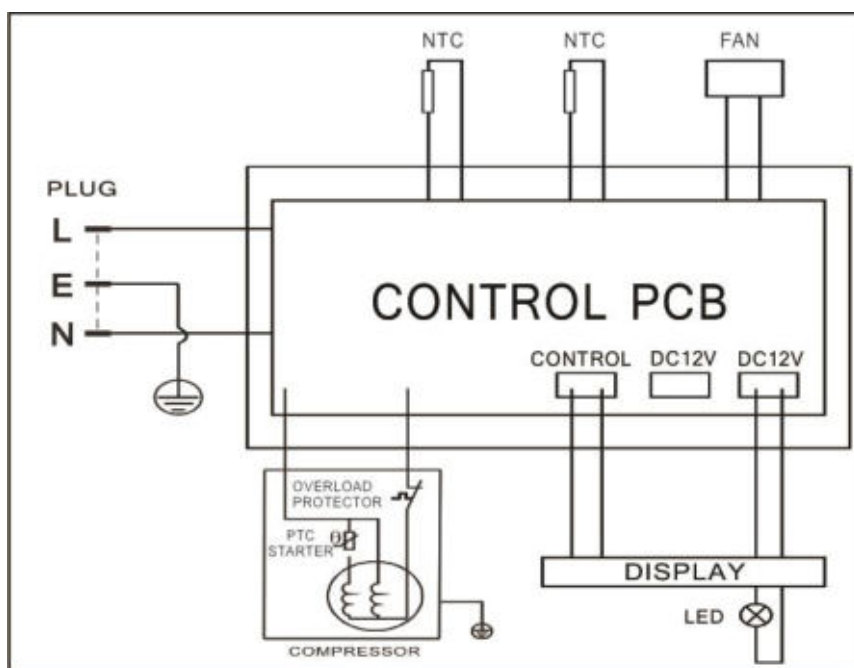 NTC
NTC
FAN
PLUG
L
E
N
CONTROL PCB
CONTROL
DC12V
DC12V
OVERLOAD
PROTECTOR
PTC
STARTER
θ
COMPRESSOR
DISPLAY
LED